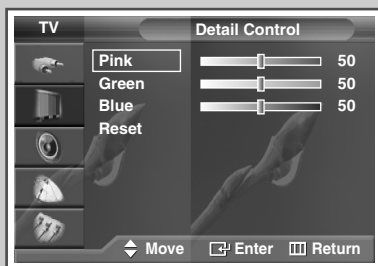 TV Detail Control
Pink 50
Green 50
Blue 50
Reset
Move Enter Return